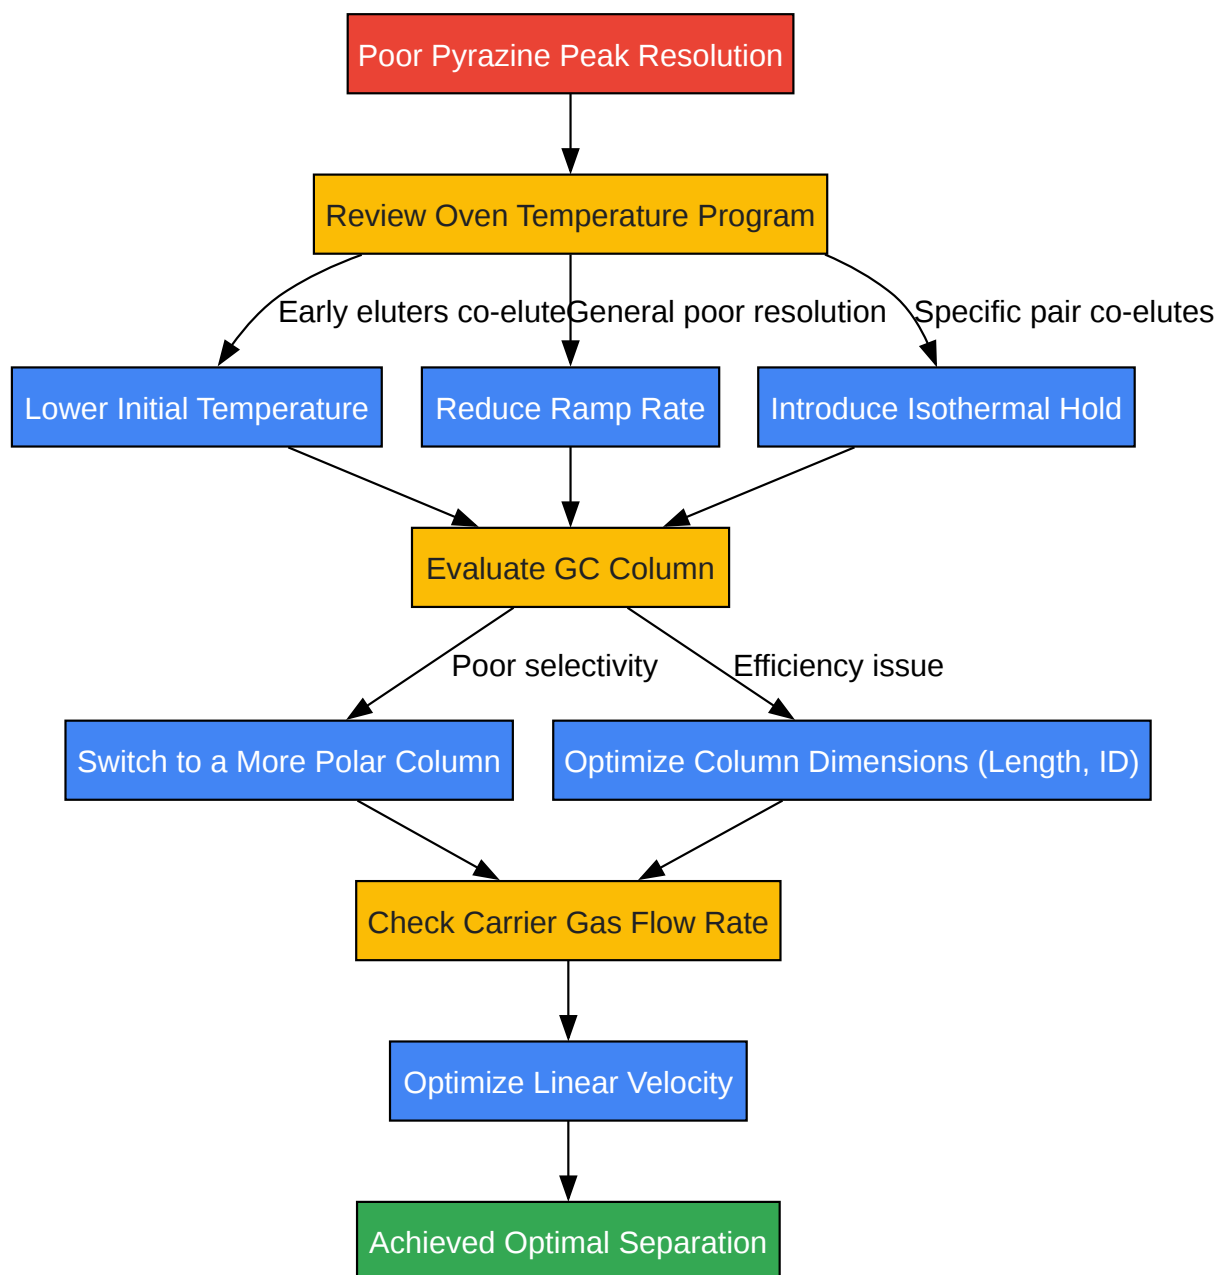 Poor Pyrazine Peak Resolution
Review Oven Temperature Program
Early eluters co-elute
General poor resolution
Specific pair co-elutes
Lower Initial Temperature
Reduce Ramp Rate
Introduce Isothermal Hold
Evaluate GC Column
Poor selectivity
Efficiency issue
Switch to a More Polar Column
Optimize Column Dimensions (Length, ID)
Check Carrier Gas Flow Rate
Optimize Linear Velocity
Achieved Optimal Separation